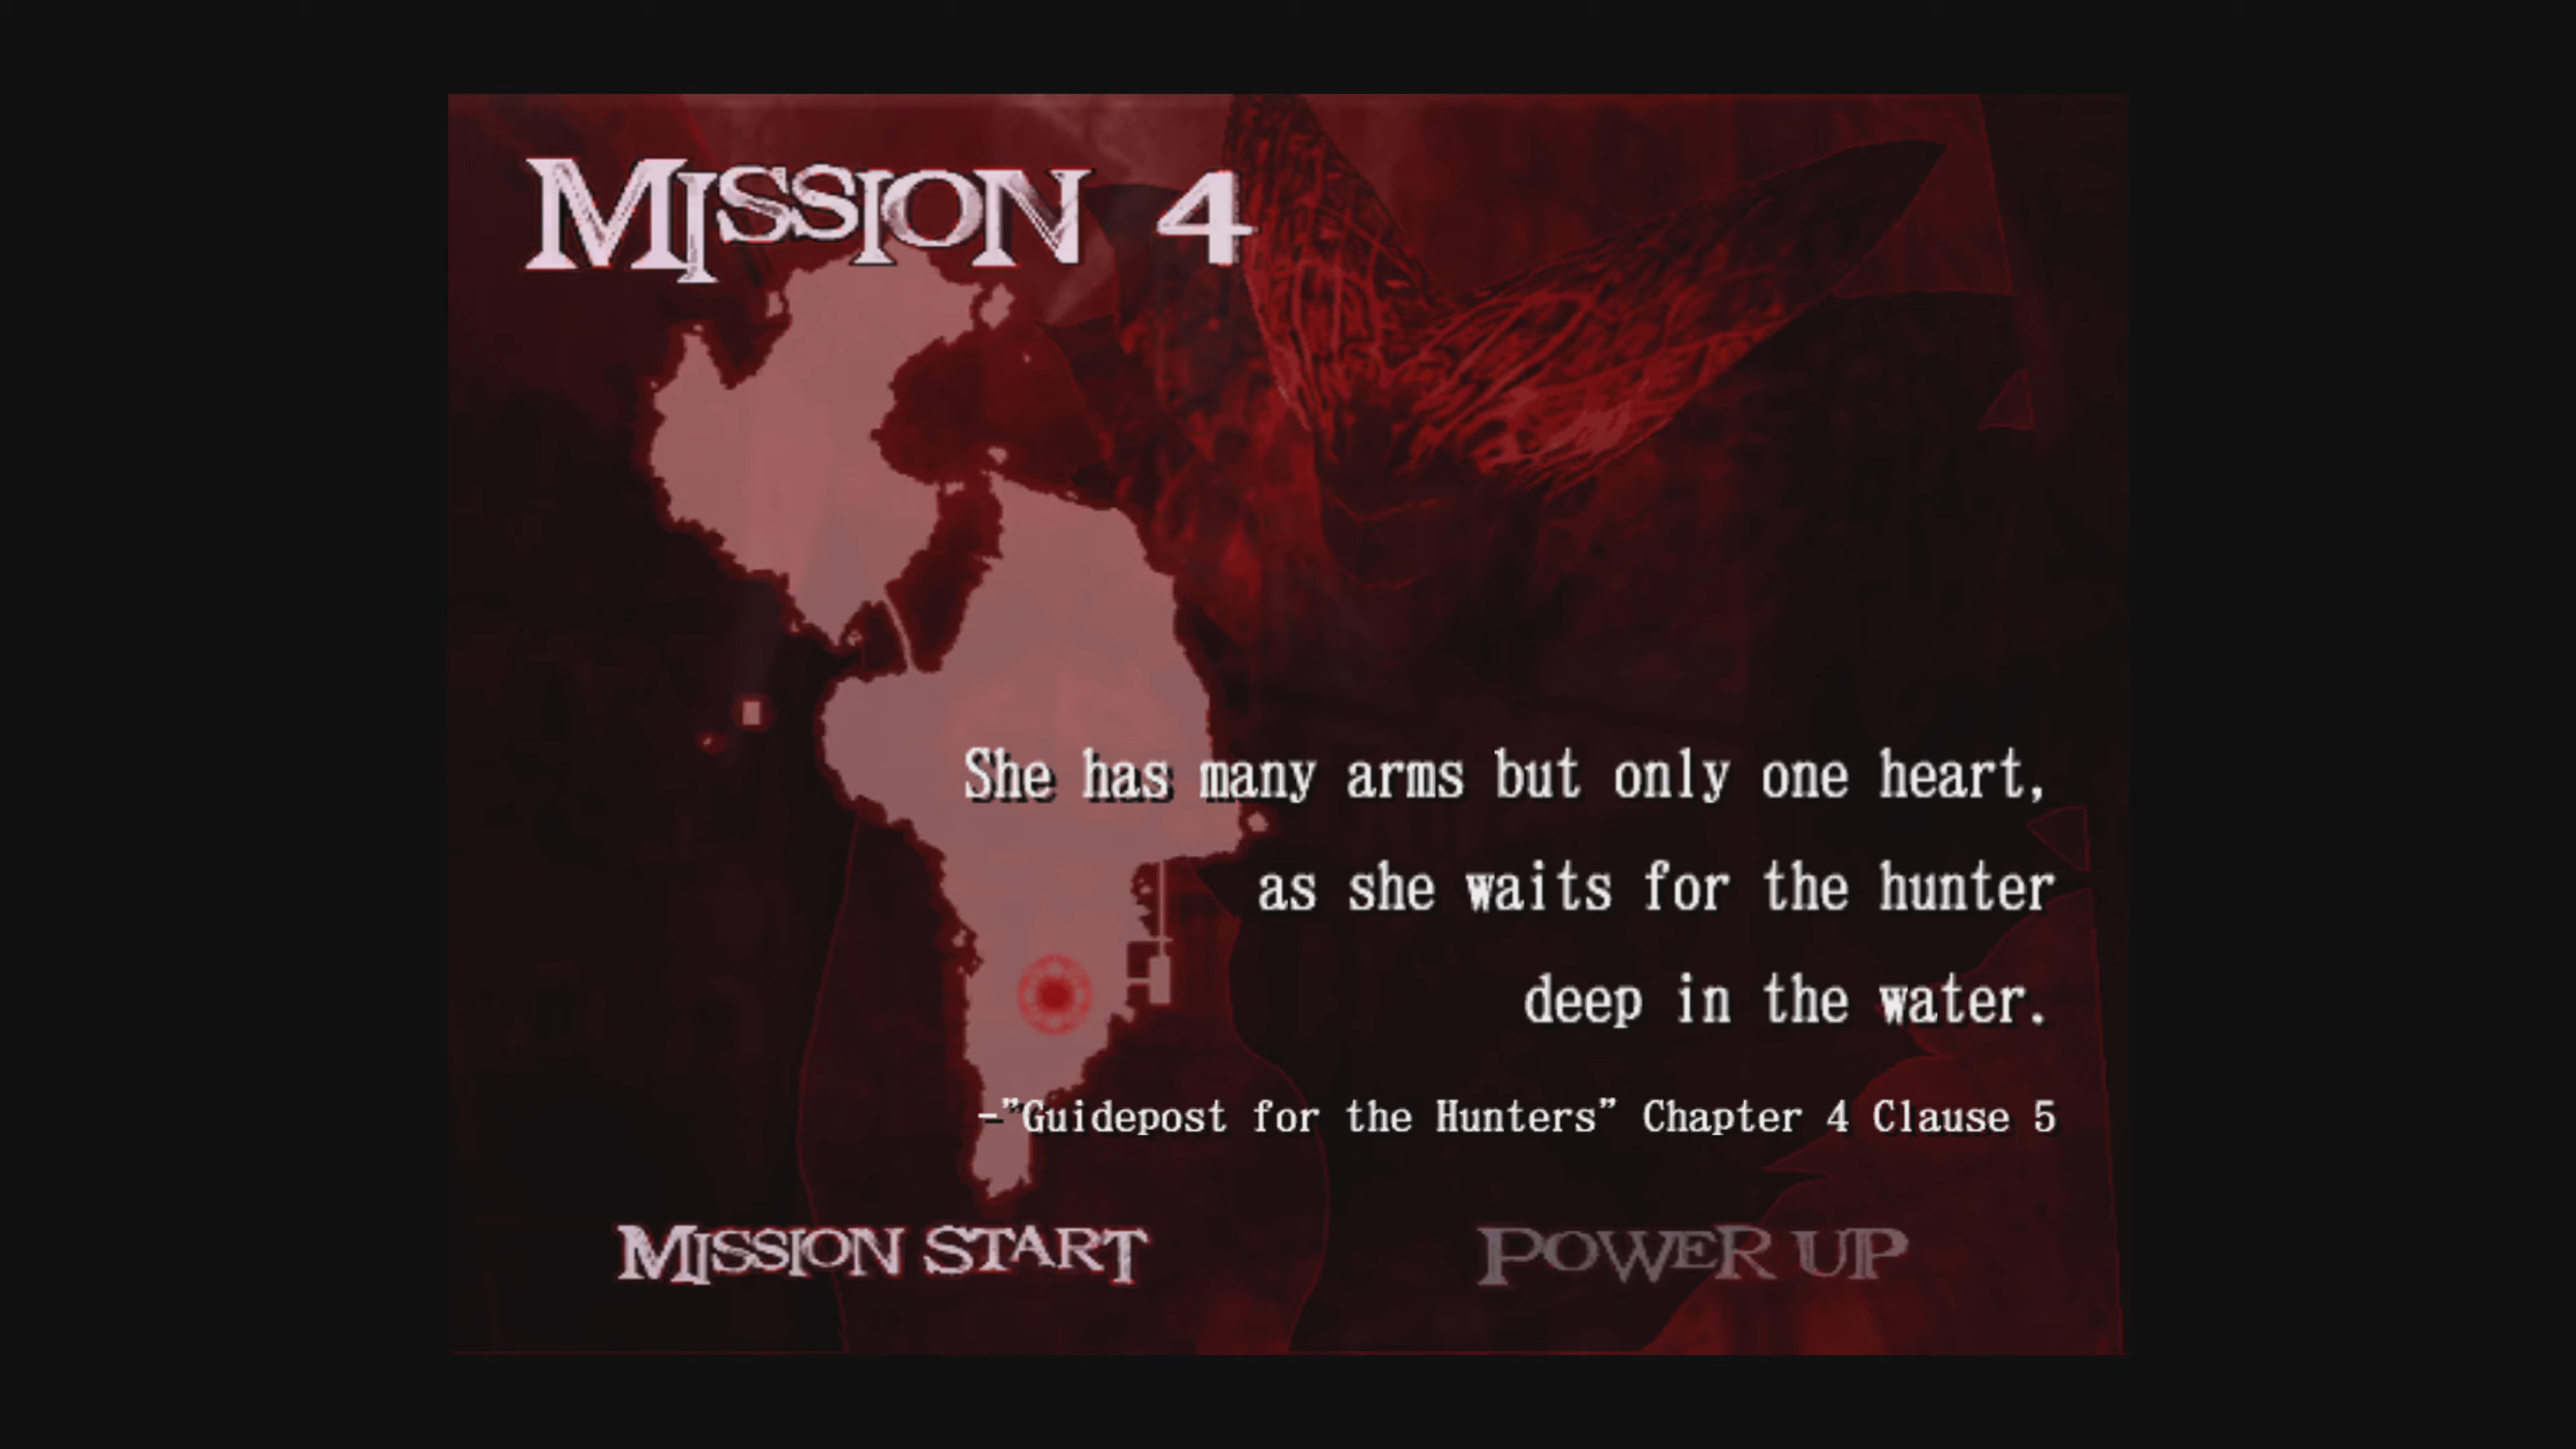 MISSION 4
She has many arms but only one heart,
as she waits for the hunter
deep in the water.
-"Guidepost for the Hunters" Chapter 4 Clause 5
MISSION START
POWER UP